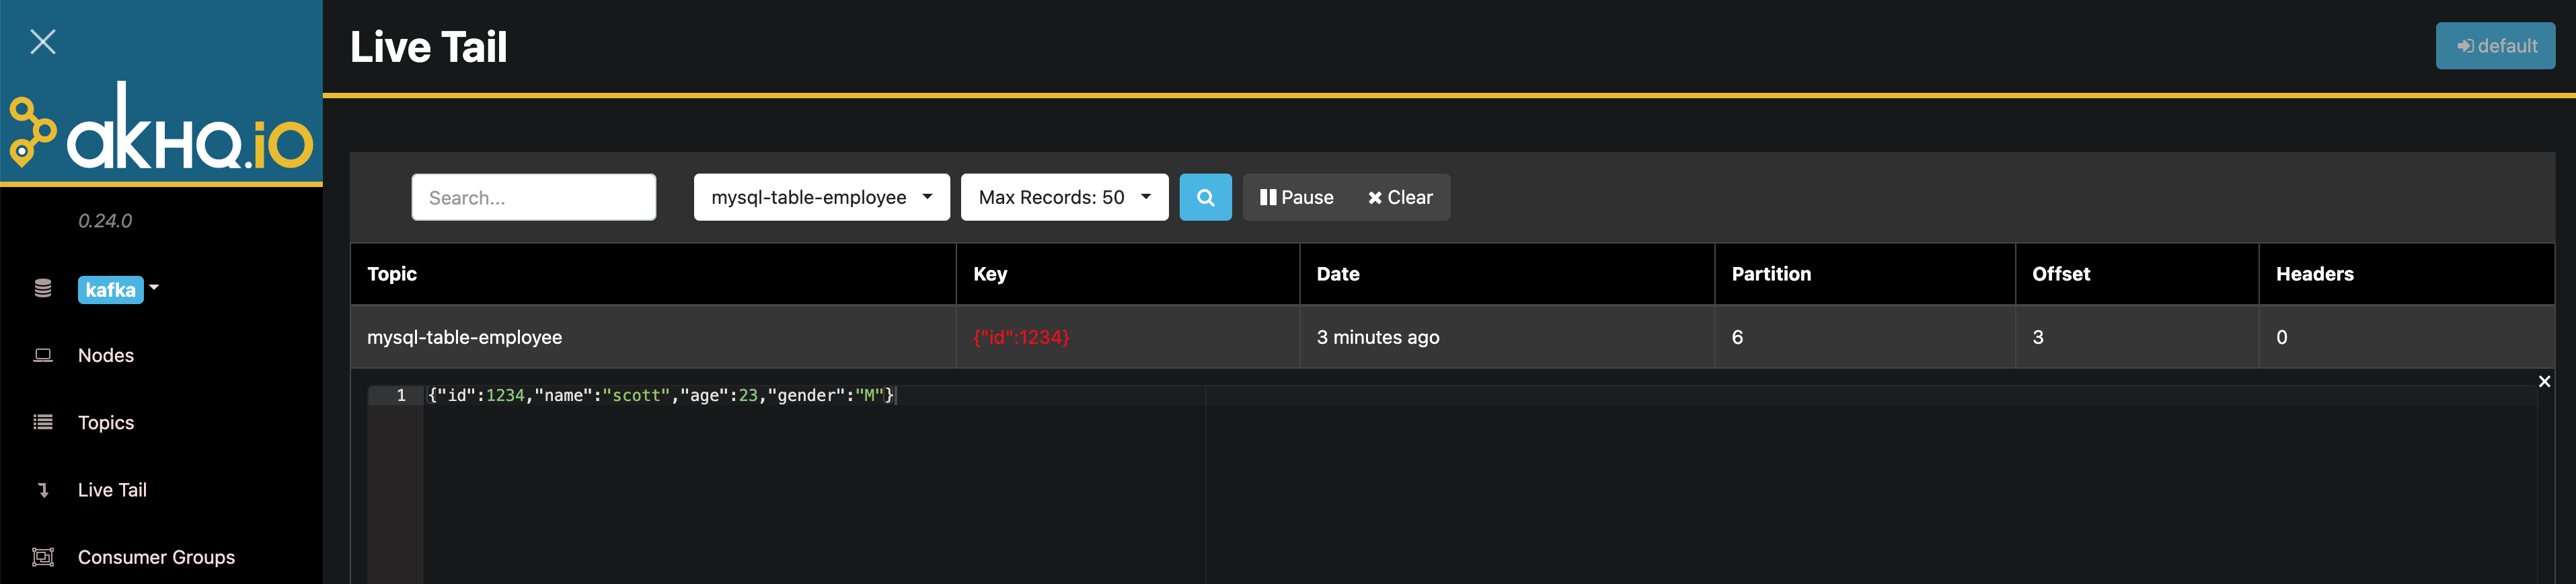 Live Tail
default
akHQ.io
0.24.0
kafka
Nodes
Topics
Live Tail
Consumer Groups
Search...
mysql-table-employee
Max Records: 50
Pause
Clear
Topic Key Date Partition Offset Headers
mysql-table-employee {"id":1234} 3 minutes ago 6 3 0
1 {"id":1234,"name":"scott","age":23,"gender":"M"}